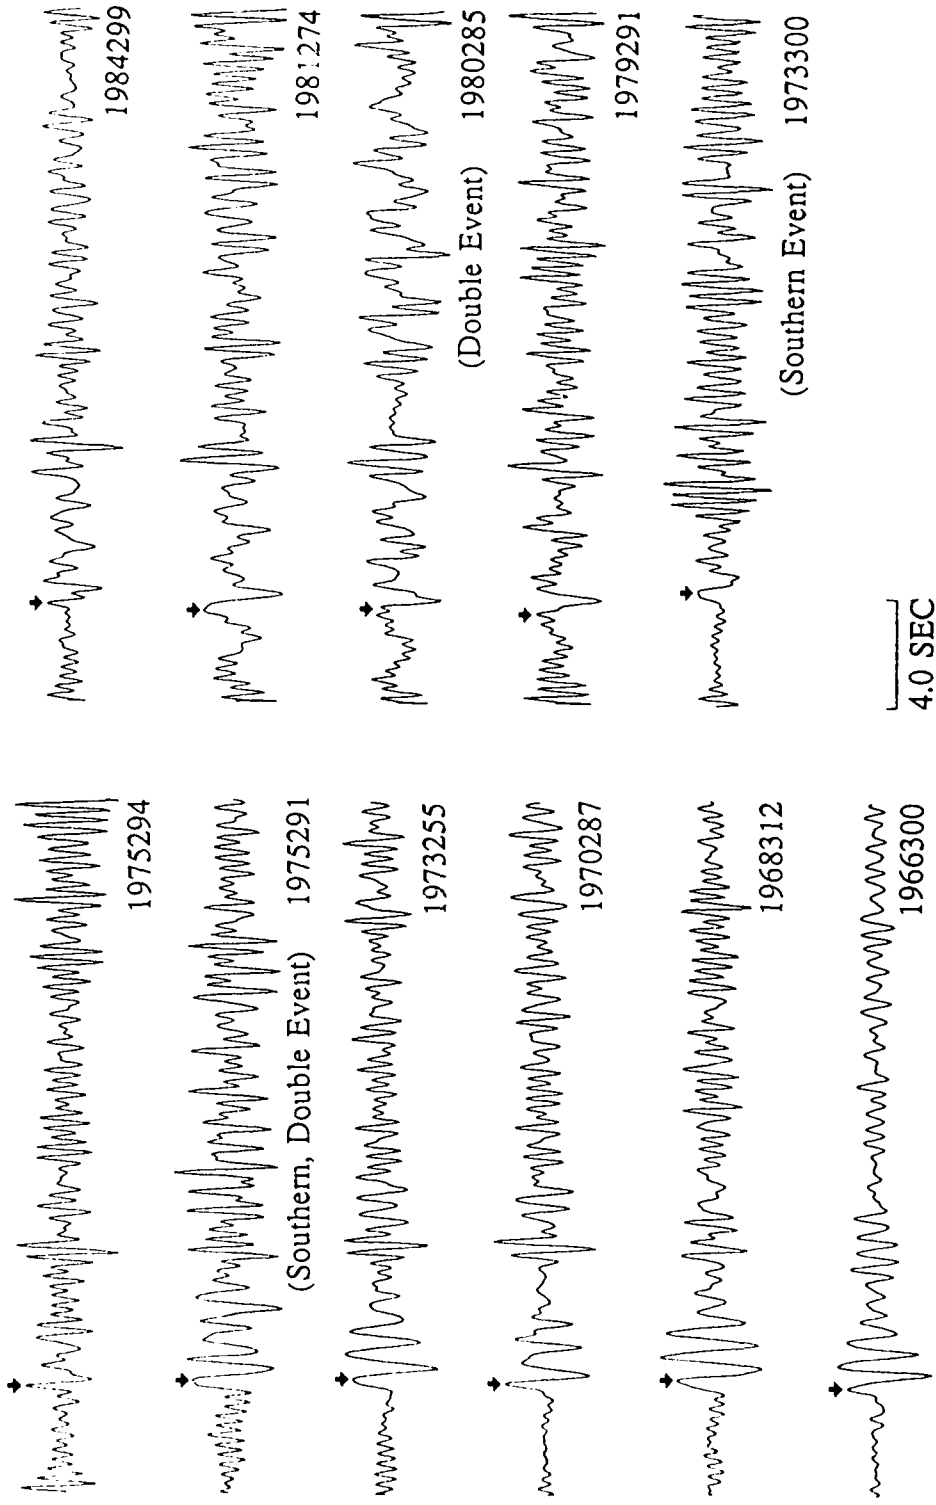 1975294
1975291
(Southern, Double Event)
1973255
1970287
1968312
1966300
1984299
1981274
1980285
(Double Event)
1979291
1973300
(Southern Event)
4.0 SEC